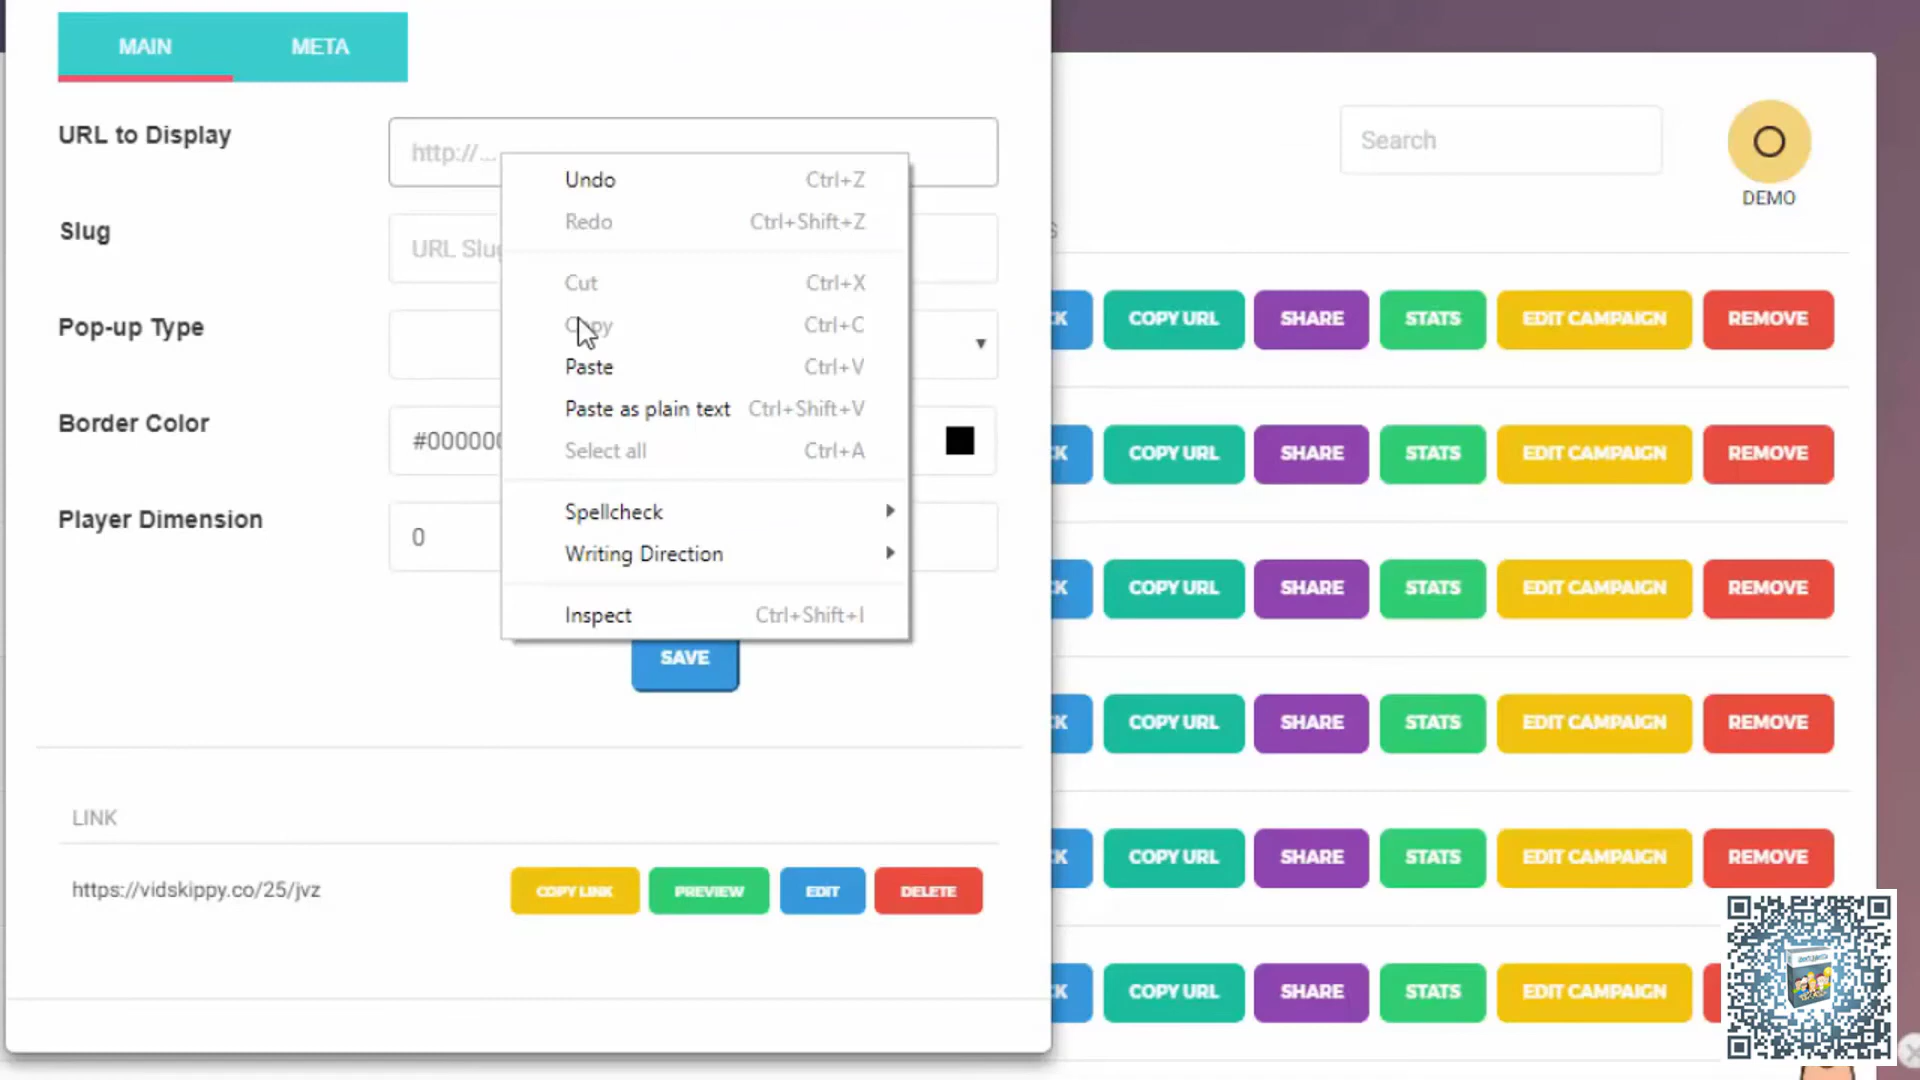 MAIN META
URL to Display
http://...
Slug
Pop-up Type
Border Color
Player Dimension
0
Undo Ctrl+Z
Redo Ctrl+Shift+Z
Cut Ctrl+X
Copy Ctrl+C
Paste Ctrl+V
Paste as plain text Ctrl+Shift+V
Select all Ctrl+A
Spellcheck
Writing Direction
Inspect Ctrl+Shift+I
SAVE
LINK
https://vidskippy.co/25/jvz
COPY LINK PREVIEW EDIT DELETE
Search
DEMO
COPY URL SHARE STATS EDIT CAMPAIGN REMOVE
COPY URL SHARE STATS EDIT CAMPAIGN REMOVE
COPY URL SHARE STATS EDIT CAMPAIGN REMOVE
COPY URL SHARE STATS EDIT CAMPAIGN REMOVE
COPY URL SHARE STATS EDIT CAMPAIGN REMOVE
COPY URL SHARE STATS EDIT CAMPAIGN